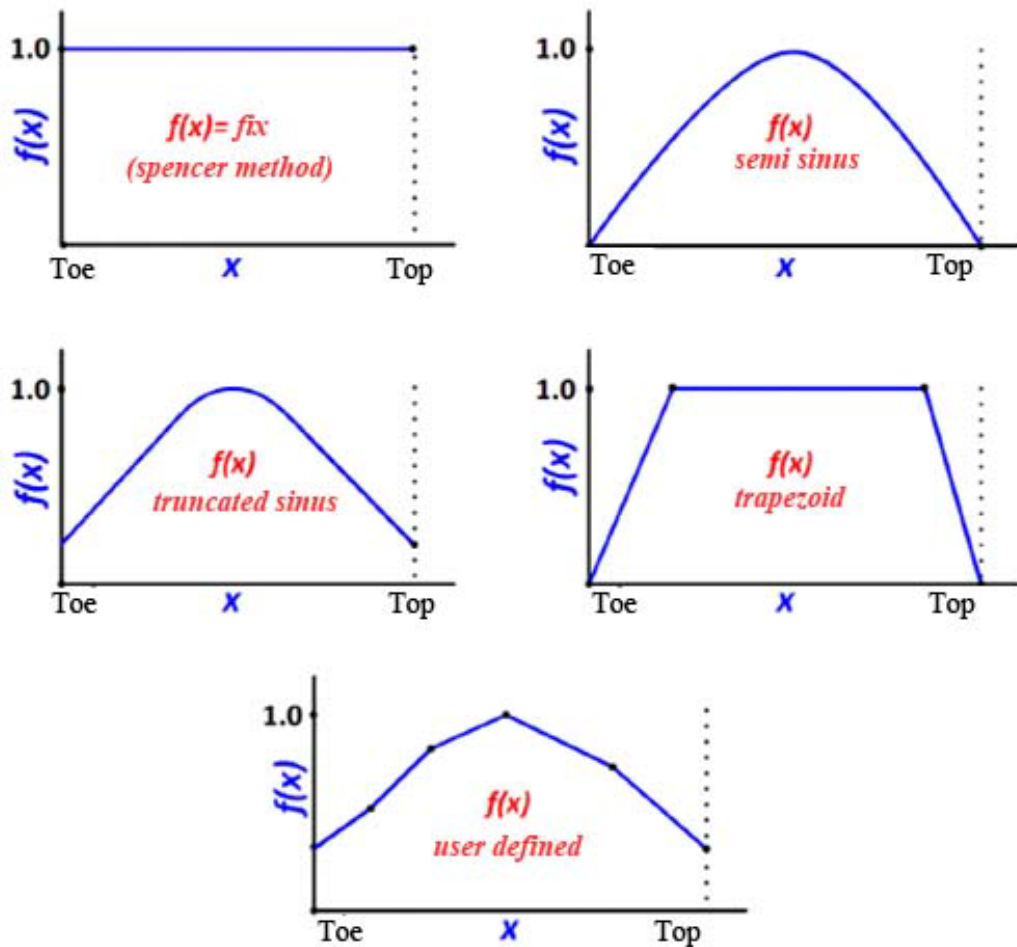 1.0
f(x)
f(x)= fix
(spencer method)
Toe
X
Top
1.0
f(x)
f(x)
semi sinus
Toe
X
Top
1.0
f(x)
f(x)
truncated sinus
Toe
X
Top
1.0
f(x)
f(x)
trapezoid
Toe
X
Top
1.0
f(x)
f(x)
user defined
Toe
X
Top